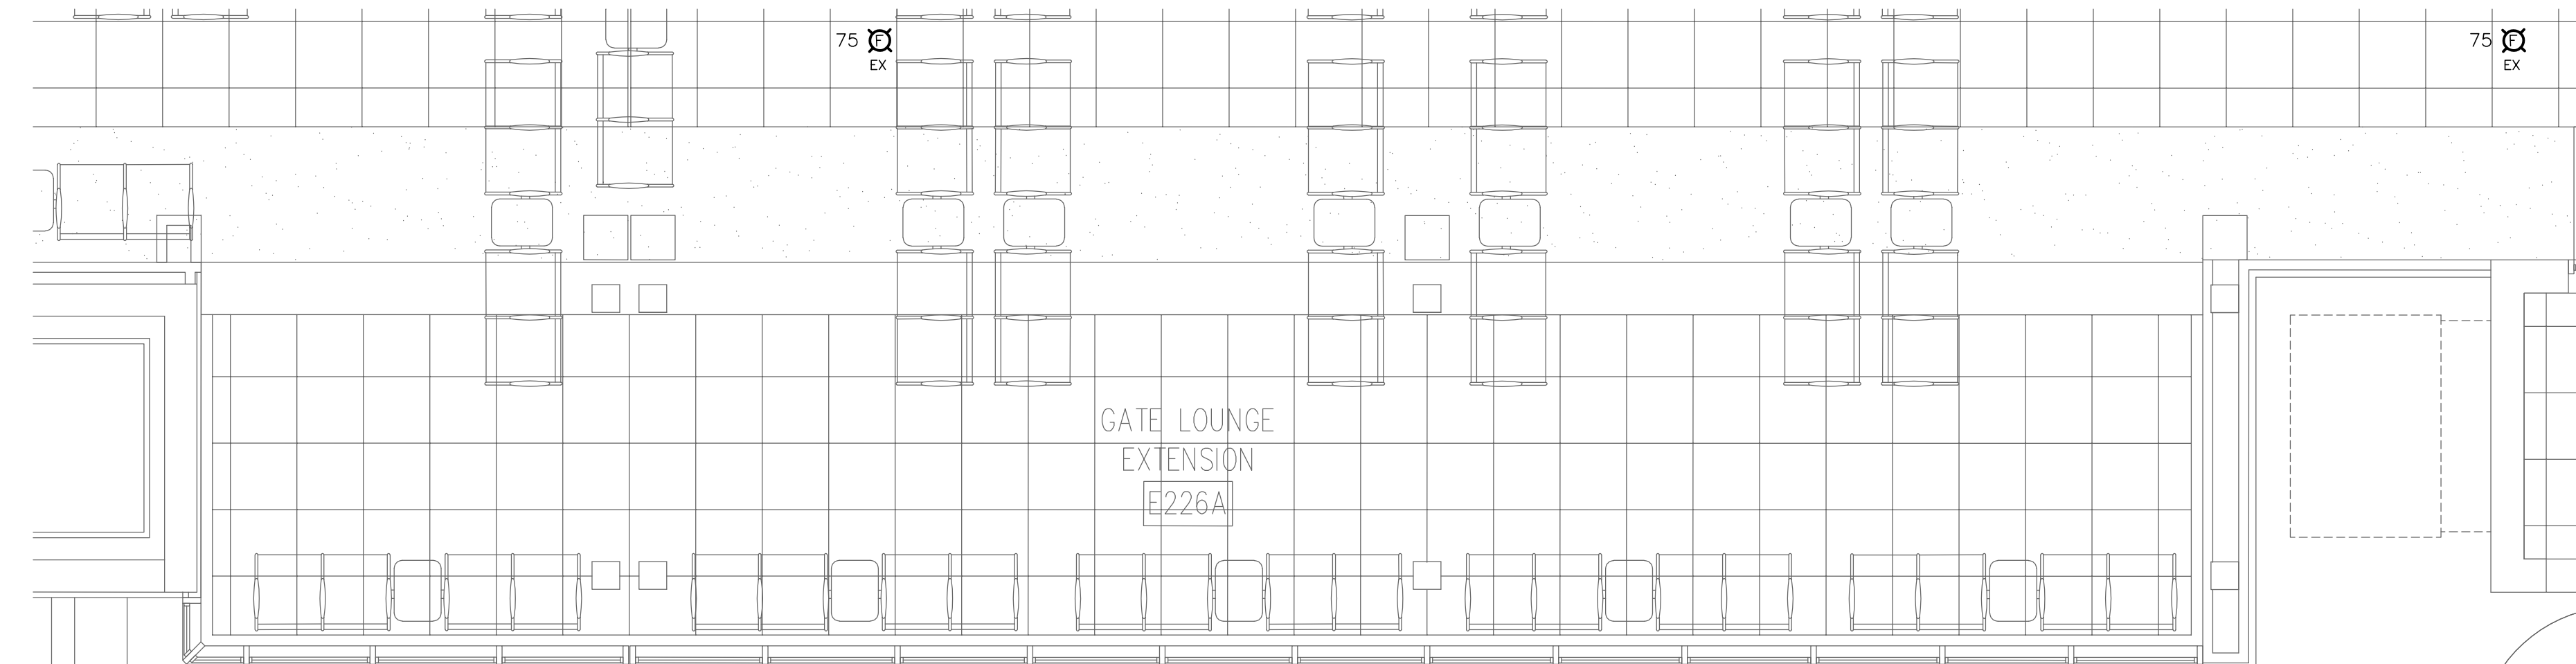 75 F
EX
75 F
EX
GATE LOUNGE
EXTENSION
E226A